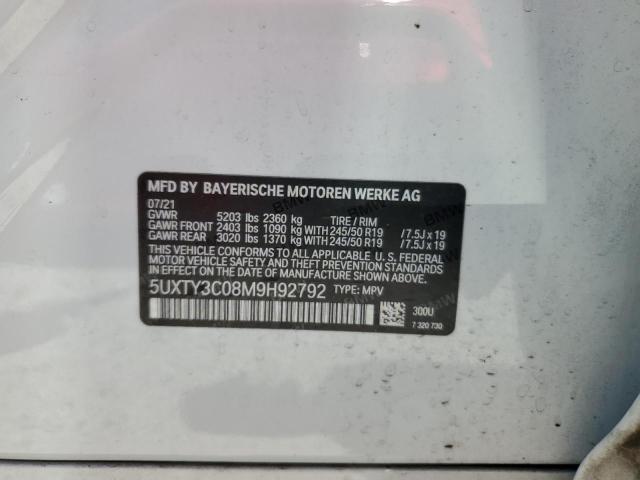 MFD BY BAYERISCHE MOTOREN WERKE AG
07/21
GVWR 5203 lbs 2360 kg TIRE / RIM
GAWR FRONT 2403 lbs 1090 kg WITH 245/50 R19 /7.5J x 19
GAWR REAR 3020 lbs 1370 kg WITH 245/50 R19 /7.5J x 19
THIS VEHICLE CONFORMS TO ALL APPLICABLE U. S. FEDERAL
MOTOR VEHICLE SAFETY AND THEFT PREVENTION STANDARDS
IN EFFECT ON THE DATE OF MANUFACTURE SHOWN ABOVE.
5UXTY3C08M9H92792 TYPE: MPV
300U
7 320 730